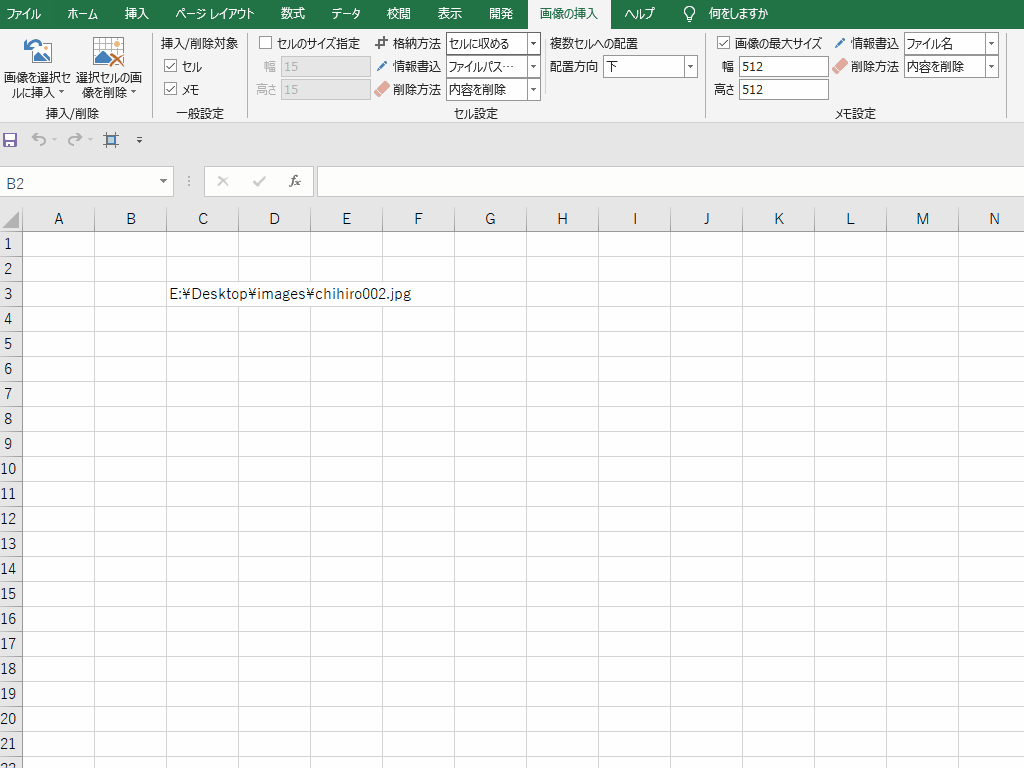 ファイル ホーム 挿入 ページ レイアウト 数式 データ 校閲 表示 開発 画像の挿入 ヘルプ 何をしますか
挿入/削除対象 セルのサイズ指定 格納方法 セルに収める 複数セルへの配置 画像の最大サイズ 情報書込 ファイル名
セル 幅 15 情報書込 ファイルパス… 配置方向 下 幅 512 削除方法 内容を削除
画像を選択セルに挿入 選択セルの画像を削除
メモ 高さ 15 削除方法 内容を削除 高さ 512
挿入/削除 一般設定 セル設定 メモ設定
B2 fx
A B C D E F G H I J K L M N
1
2
3 E:¥Desktop¥images¥chihiro002.jpg
4
5
6
7
8
9
10
11
12
13
14
15
16
17
18
19
20
21